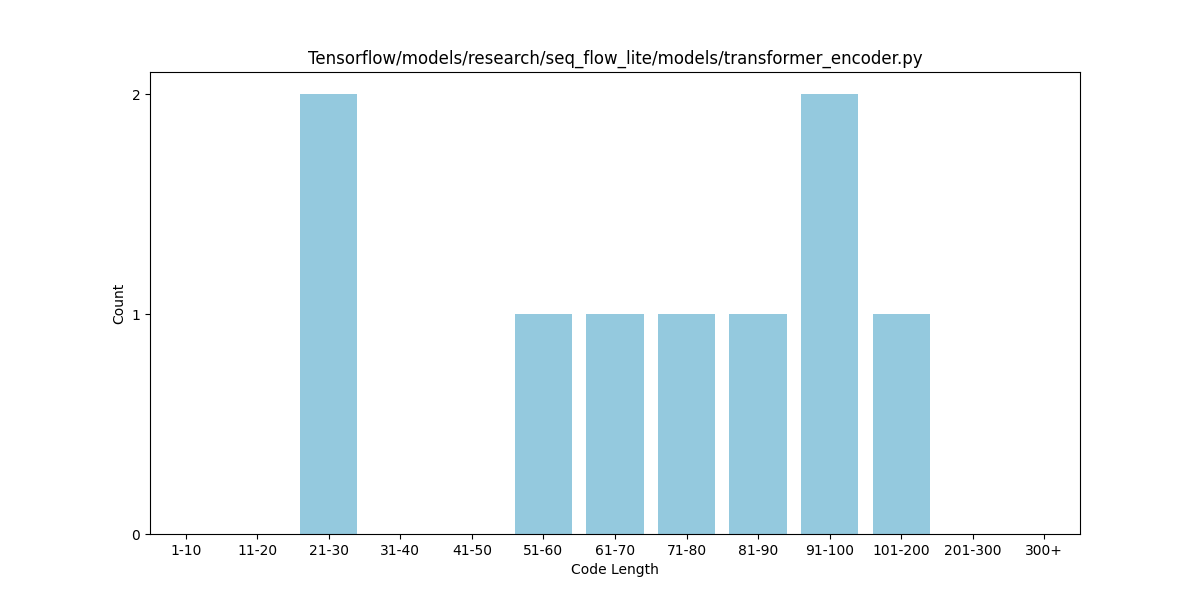 Tensorflow/models/research/seq_flow_lite/models/transformer_encoder.py
2
1
0
Count
1-10 11-20 21-30 31-40 41-50 51-60 61-70 71-80 81-90 91-100 101-200 201-300 300+
Code Length